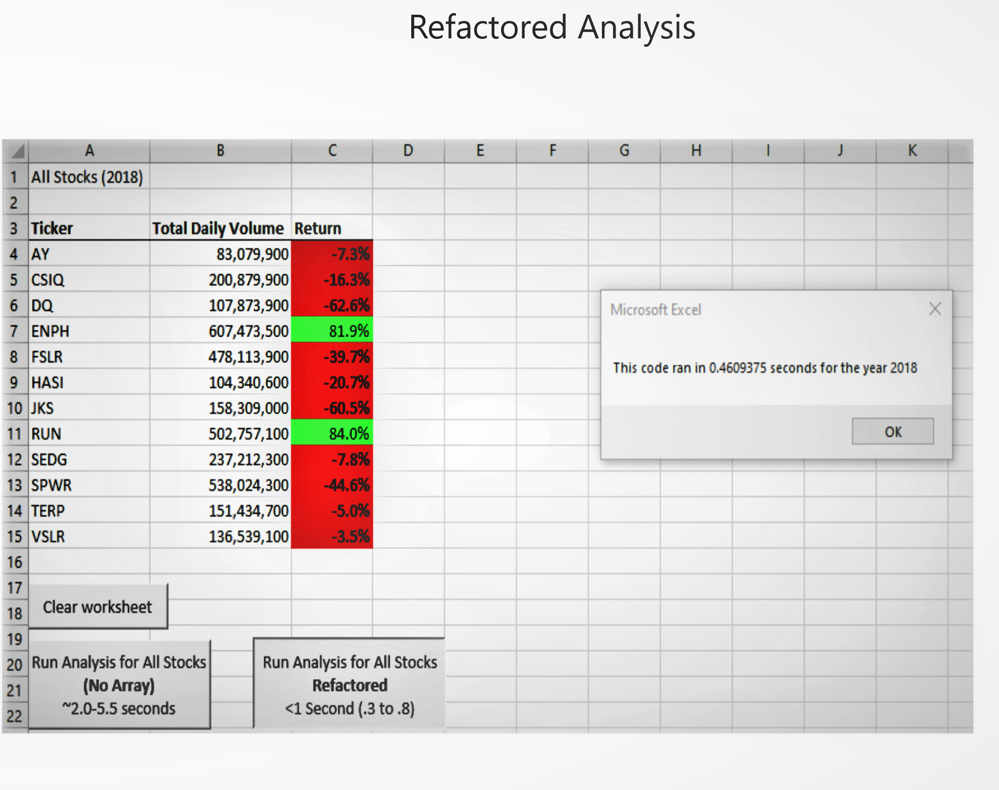 Refactored Analysis
A B C D E F G H I J K
1 All Stocks (2018)
2
3 Ticker Total Daily Volume Return
4 AY 83,079,900 -7.3%
5 CSIQ 200,879,900 -16.3%
6 DQ 107,873,900 -62.6%
7 ENPH 607,473,500 81.9%
8 FSLR 478,113,900 -39.7%
9 HASI 104,340,600 -20.7%
10 JKS 158,309,000 -60.5%
11 RUN 502,757,100 84.0%
12 SEDG 237,212,300 -7.8%
13 SPWR 538,024,300 -44.6%
14 TERP 151,434,700 -5.0%
15 VSLR 136,539,100 -3.5%
16
17
18
19
20
21
22
Clear worksheet
Run Analysis for All Stocks
(No Array)
~2.0-5.5 seconds
Run Analysis for All Stocks
Refactored
<1 Second (.3 to .8)
Microsoft Excel
This code ran in 0.4609375 seconds for the year 2018
OK